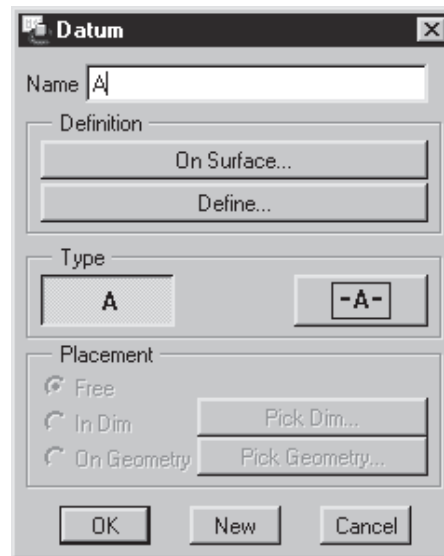 Datum
Name A
Definition
On Surface...
Define...
Type
A -A-
Placement
Free
In Dim Pick Dim...
On Geometry Pick Geometry...
OK New Cancel